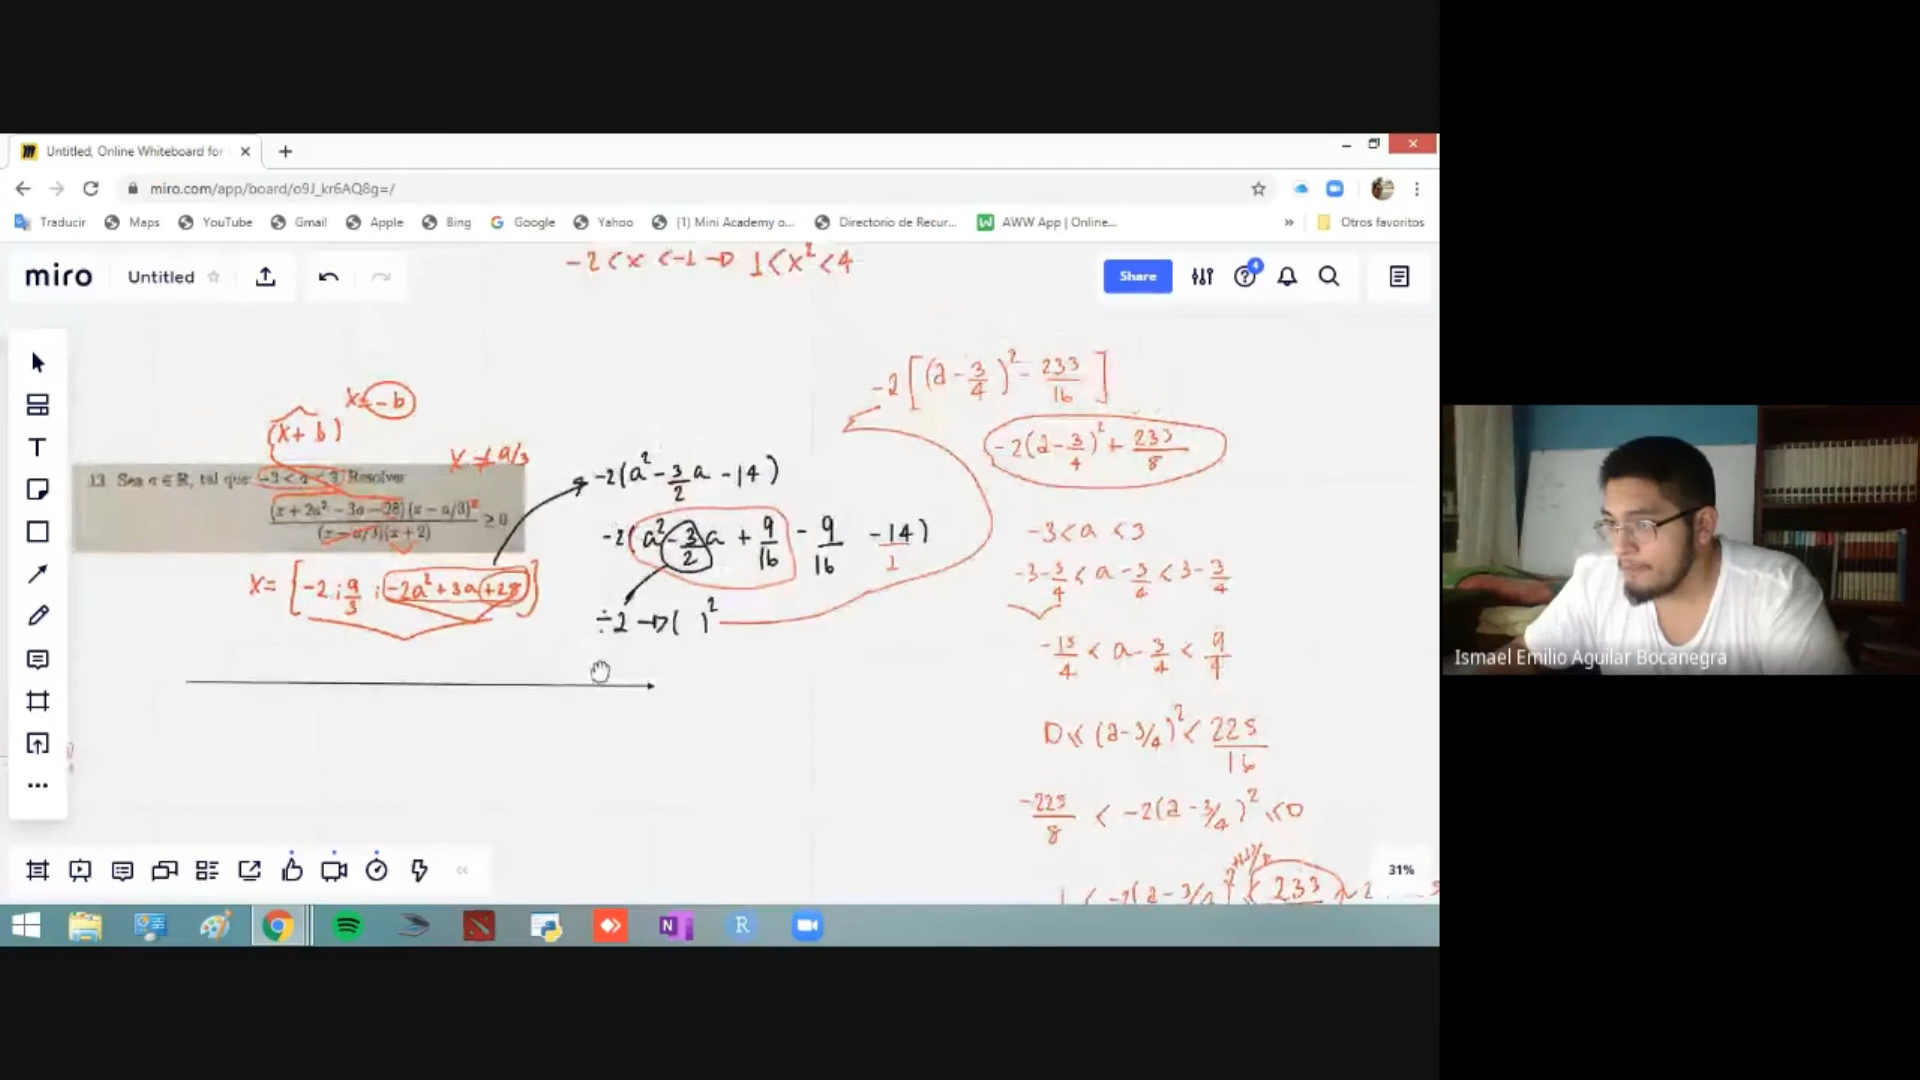 Untitled, Online Whiteboard for
miro.com/app/board/o9J_kr6AQ8g=/
Traducir Maps YouTube Gmail Apple Bing Google Yahoo (1) Mini Academy o... Directorio de Recur... AWW App | Online... » Otros favoritos
-2 < x < -1 → 1 < x² < 4
miro Untitled Share 4
-2[(a - 3/4)² - 233/16]
x = -b
(x + b)
-2(a - 3/4)² + 233/8
x ≠ a/3
13. Sea a ∈ ℝ, tal que -3 < a < 3 Resolver
(x + 2a² - 3a - 28)(x - a/3)
(x - a/3)(x + 2)
≥ 0
-2(a² - 3/2 a - 14)
-2(a² - 3/2 a + 9/16 - 9/16 - 14/1)
-3 < a < 3
-3 - 3/4 < a - 3/4 < 3 - 3/4
x = [-2 ; a/3 ; -2a² + 3a + 28]
÷2 → ( )²
-15/4 < a - 3/4 < 9/4
0 ≤ (a - 3/4)² < 225/16
-225/8 < -2(a - 3/4)² ≤ 0
233
31%
Ismael Emilio Aguilar Bocanegra